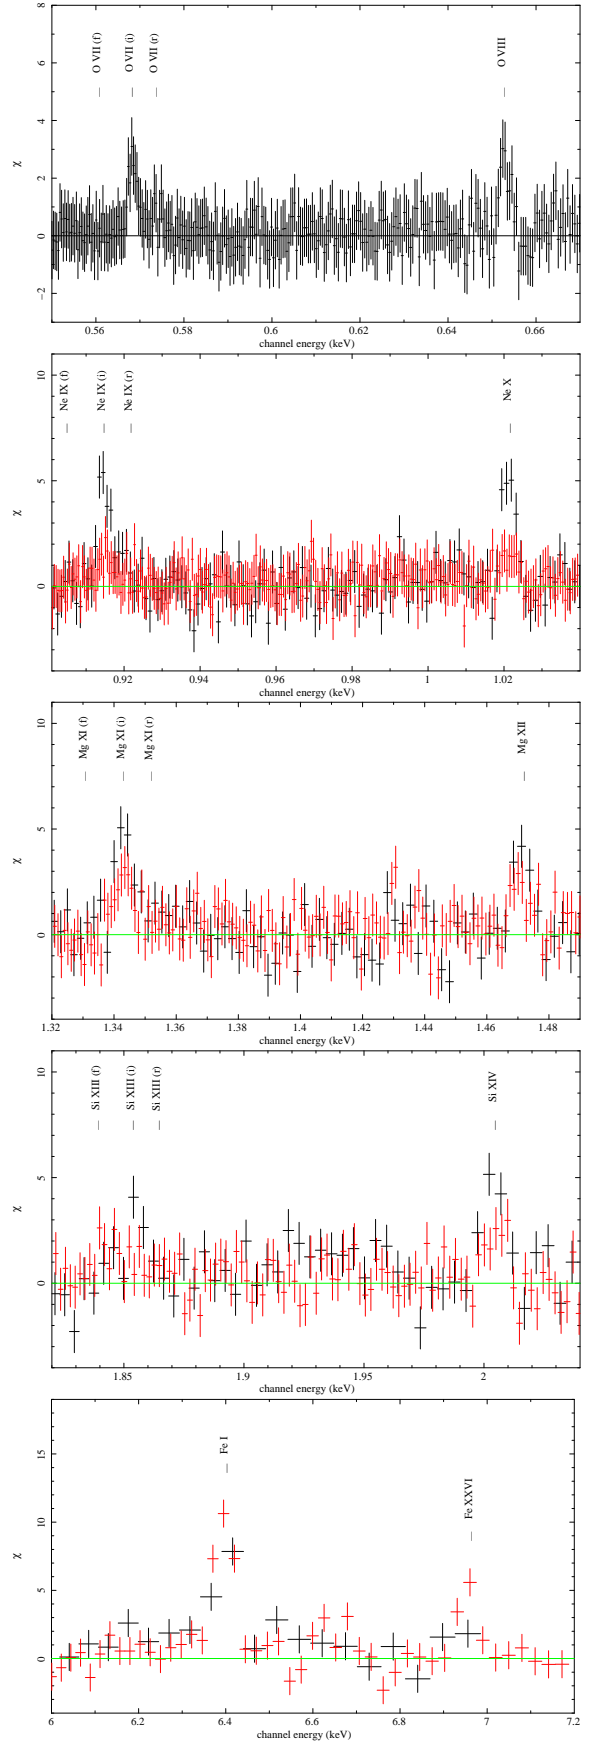 O VII (f) O VII (i) O VII (r) O VIII
8
6
4
2
0
−2
χ
0.56 0.58 0.6 0.62 0.64 0.66
channel energy (keV)
Ne IX (f) Ne IX (i) Ne IX (r) Ne X
10
5
0
χ
0.92 0.94 0.96 0.98 1 1.02
channel energy (keV)
Mg XI (f) Mg XI (i) Mg XI (r) Mg XII
10
5
0
χ
1.32 1.34 1.36 1.38 1.4 1.42 1.44 1.46 1.48
channel energy (keV)
Si XIII (f) Si XIII (i) Si XIII (r) Si XIV
10
5
0
χ
1.85 1.9 1.95 2
channel energy (keV)
Fe I Fe XXVI
15
10
5
0
χ
6 6.2 6.4 6.6 6.8 7 7.2
channel energy (keV)